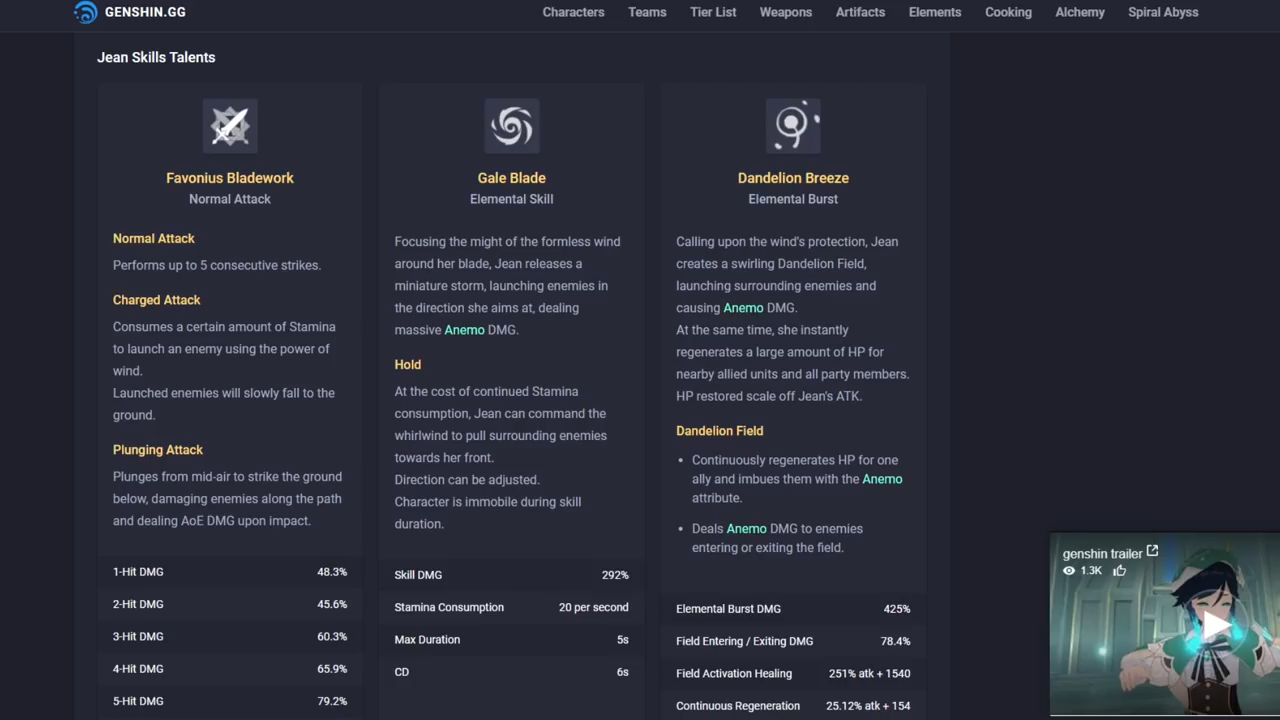 GENSHIN.GG
Characters
Teams
Tier List
Weapons
Artifacts
Elements
Cooking
Alchemy
Spiral Abyss
Jean Skills Talents
Favonius Bladework
Normal Attack
Normal Attack
Performs up to 5 consecutive strikes.
Charged Attack
Consumes a certain amount of Stamina
to launch an enemy using the power of
wind.
Launched enemies will slowly fall to the
ground.
Plunging Attack
Plunges from mid-air to strike the ground
below, damaging enemies along the path
and dealing AoE DMG upon impact.
1-Hit DMG 48.3%
2-Hit DMG 45.6%
3-Hit DMG 60.3%
4-Hit DMG 65.9%
5-Hit DMG 79.2%
Gale Blade
Elemental Skill
Focusing the might of the formless wind
around her blade, Jean releases a
miniature storm, launching enemies in
the direction she aims at, dealing
massive Anemo DMG.
Hold
At the cost of continued Stamina
consumption, Jean can command the
whirlwind to pull surrounding enemies
towards her front.
Direction can be adjusted.
Character is immobile during skill
duration.
Skill DMG 292%
Stamina Consumption 20 per second
Max Duration 5s
CD 6s
Dandelion Breeze
Elemental Burst
Calling upon the wind's protection, Jean
creates a swirling Dandelion Field,
launching surrounding enemies and
causing Anemo DMG.
At the same time, she instantly
regenerates a large amount of HP for
nearby allied units and all party members.
HP restored scale off Jean's ATK.
Dandelion Field
• Continuously regenerates HP for one
ally and imbues them with the Anemo
attribute.
• Deals Anemo DMG to enemies
entering or exiting the field.
Elemental Burst DMG 425%
Field Entering / Exiting DMG 78.4%
Field Activation Healing 251% atk + 1540
Continuous Regeneration 25.12% atk + 154
genshin trailer
1.3K